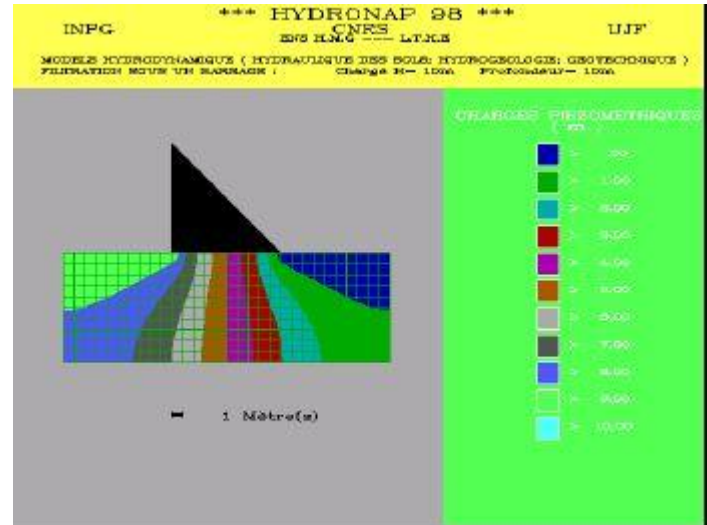 *** HYDRONAP 98 ***
INPG CNRS UJF
ENS H.M.G --- L.T.H.E
MODELE HYDRODYNAMIQUE ( HYDRAULIQUE DES SOLS; HYDROGEOLOGIE; GEOTECHNIQUE )
FILTRATION SOUS UN BARRAGE : Charge H= 10m Profondeur= 10m
CHARGES PIEZOMETRIQUES
( m )
> .00
> 1.00
> 2.00
> 3.00
> 4.00
> 5.00
> 6.00
> 7.00
> 8.00
> 9.00
> 10.00
1 Mètre(s)